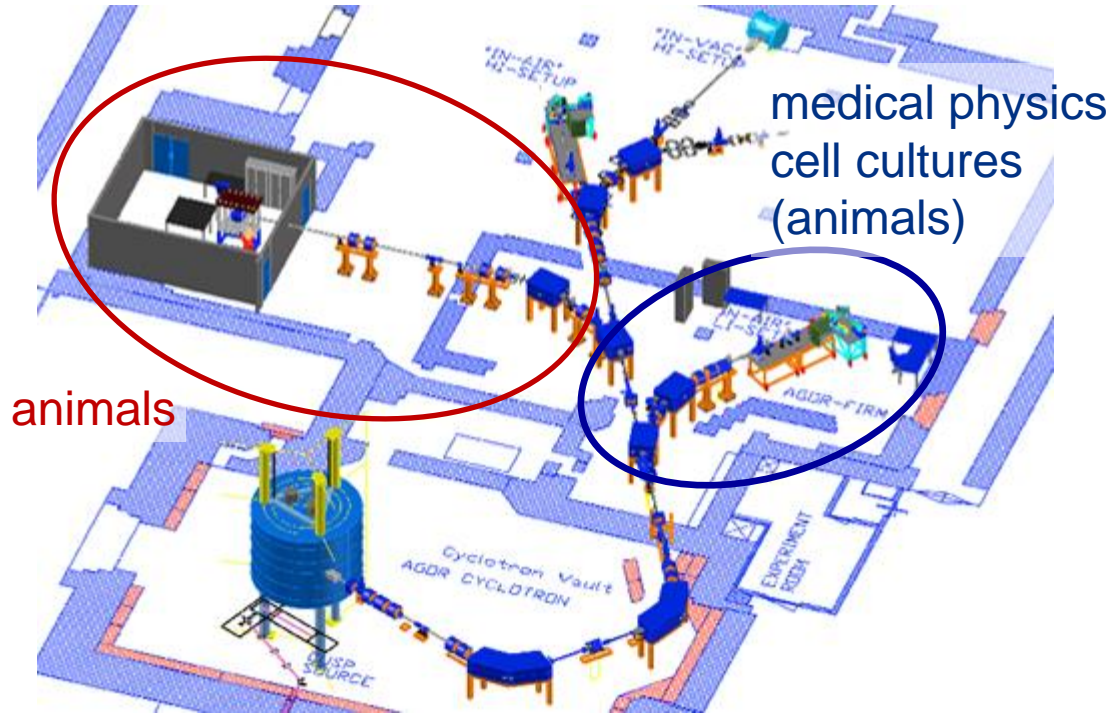 "IN-AIR"
HI-SETUP
"IN-VAC"
HI-SETUP
medical physics
cell cultures
(animals)
"IN-AIR"
LI-SETUP
AGOR-FIRM
animals
Cyclotron Vault
AGOR CYCLOTRON
EXPERIMENT
ROOM
CUSP
SOURCE